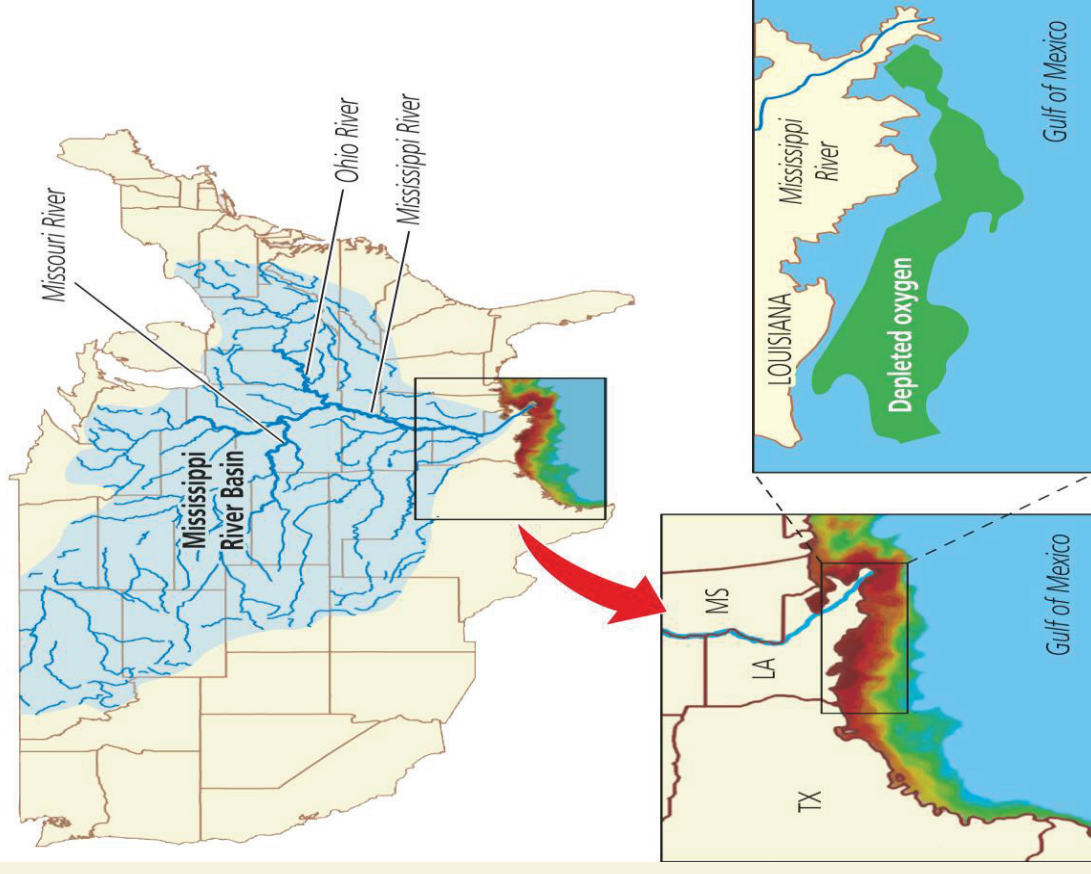 Missouri River
Ohio River
Mississippi River
Mississippi
River Basin
TX
LA
MS
Gulf of Mexico
LOUISIANA
Mississippi
River
Depleted oxygen
Gulf of Mexico